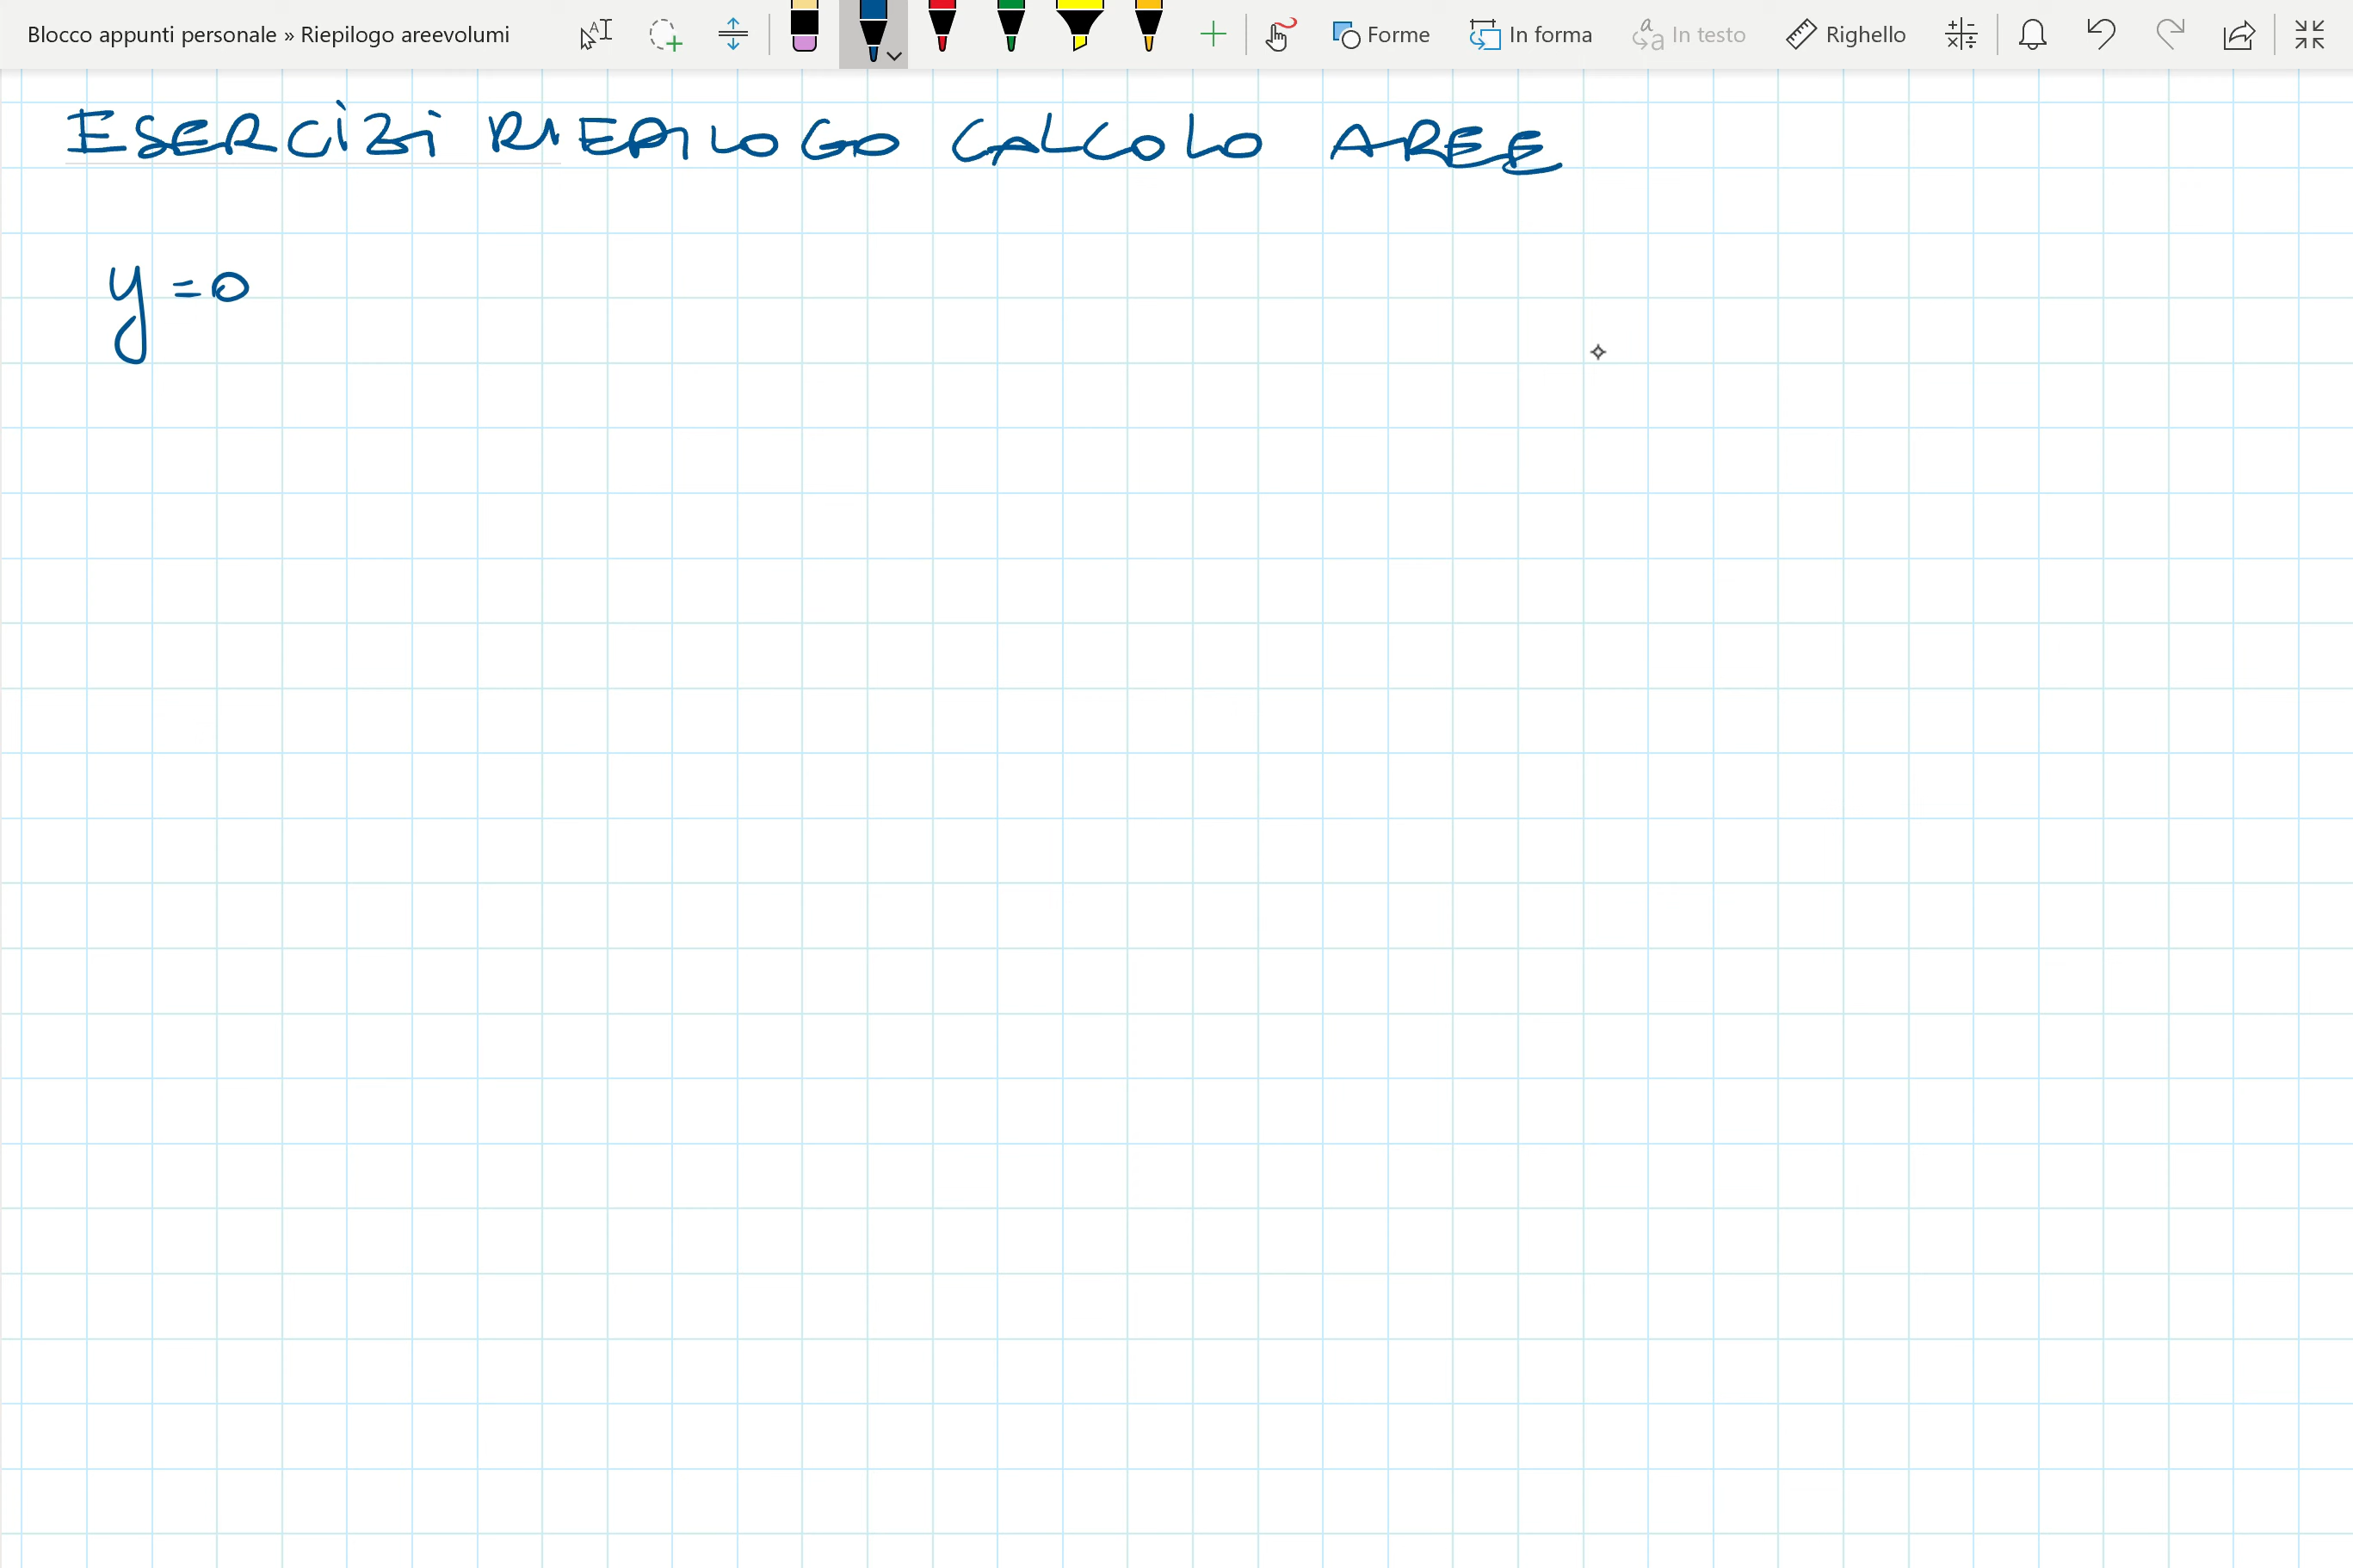 Blocco appunti personale » Riepilogo areevolumi Forme In forma In testo Righello
ESERCIZI RIEPILOGO CALCOLO AREE
y=0